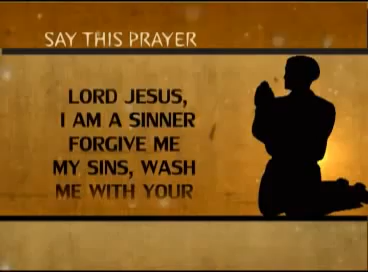 SAY THIS PRAYER
LORD JESUS,
I AM A SINNER
FORGIVE ME
MY SINS, WASH
ME WITH YOUR